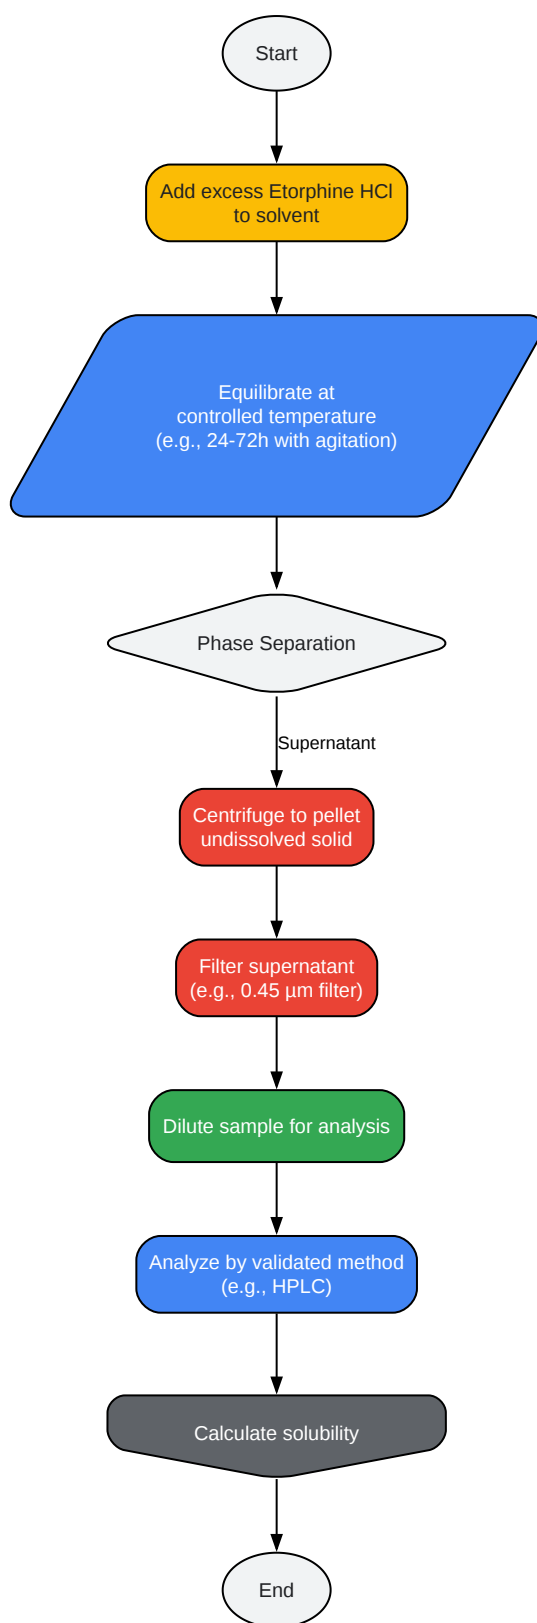 Start
Add excess Etorphine HCl
to solvent
Equilibrate at
controlled temperature
(e.g., 24-72h with agitation)
Phase Separation
Supernatant
Centrifuge to pellet
undissolved solid
Filter supernatant
(e.g., 0.45 µm filter)
Dilute sample for analysis
Analyze by validated method
(e.g., HPLC)
Calculate solubility
End